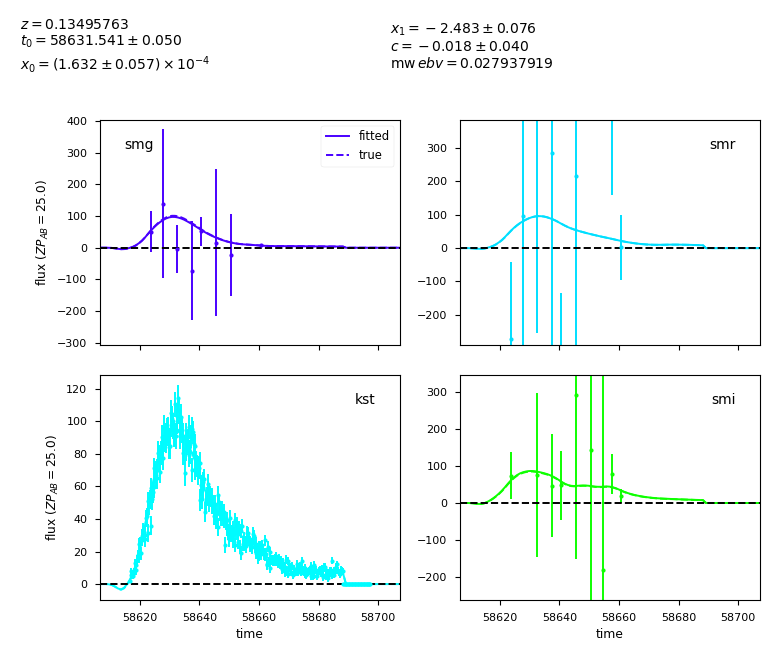 z = 0.13495763
t₀ = 58631.541 ± 0.050
x₀ = (1.632 ± 0.057) × 10⁻⁴
x₁ = −2.483 ± 0.076
c = −0.018 ± 0.040
mw ebv = 0.027937919
400
300
200
100
0
−100
−200
−300
flux (ZP_AB = 25.0)
smg
fitted
true
300
200
100
0
−100
−200
smr
120
100
80
60
40
20
0
flux (ZP_AB = 25.0)
kst
58620 58640 58660 58680 58700
time
300
200
100
0
−100
−200
smi
58620 58640 58660 58680 58700
time